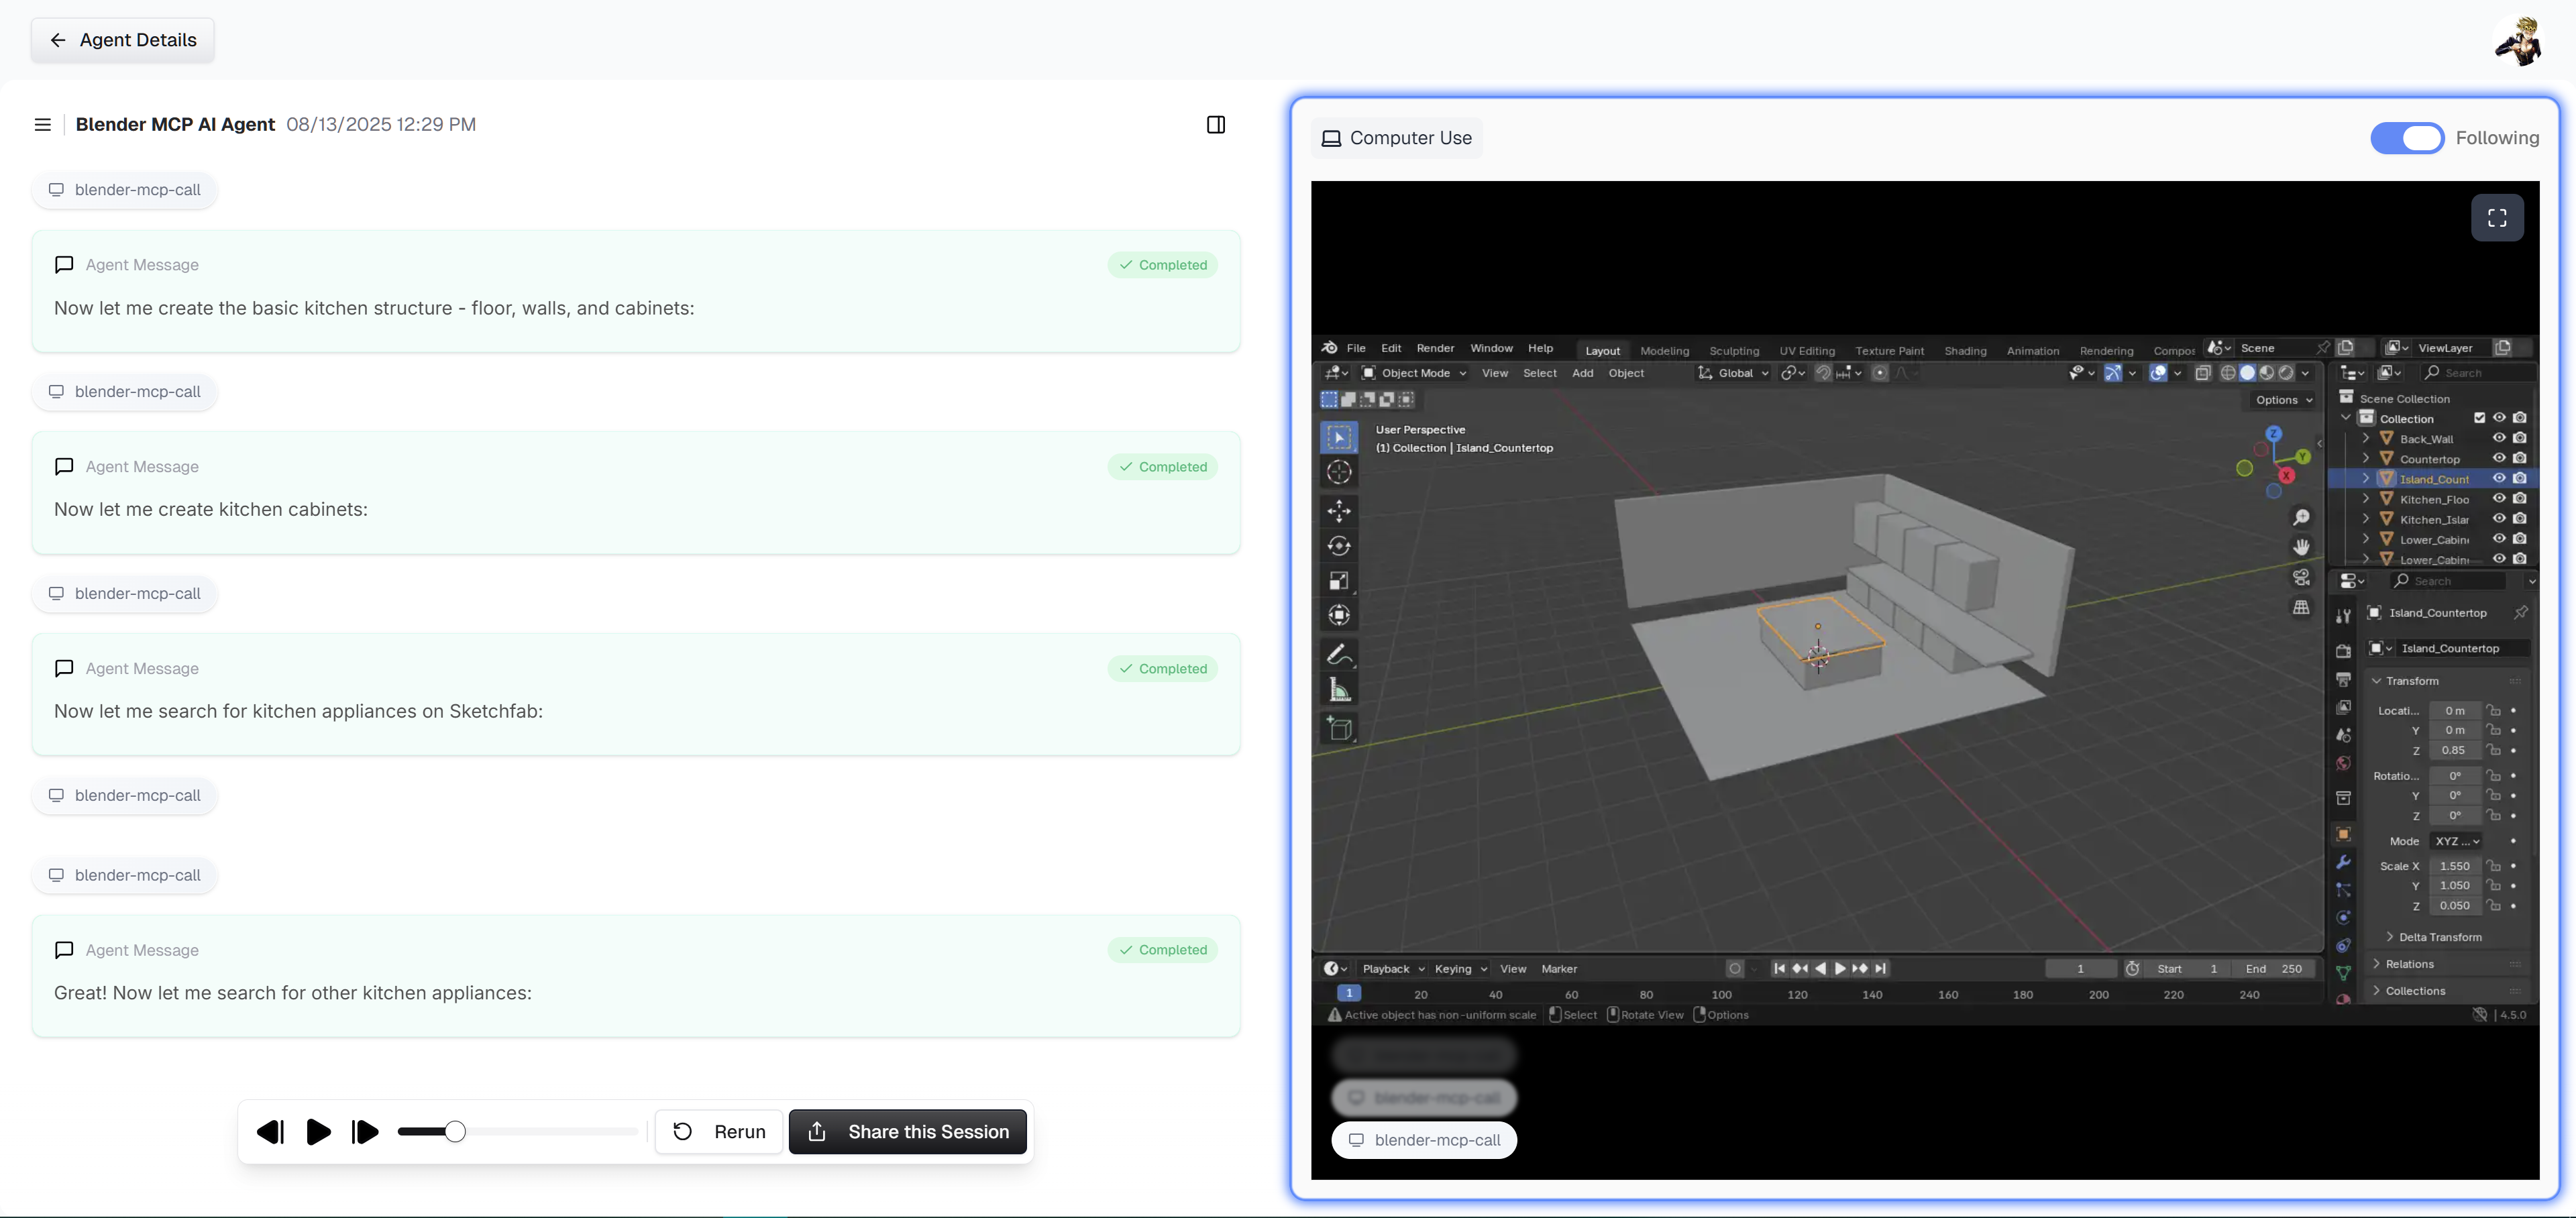 Agent Details
Blender MCP AI Agent 08/13/2025 12:29 PM
blender-mcp-call
Agent Message
Completed
Now let me create the basic kitchen structure - floor, walls, and cabinets:
blender-mcp-call
Agent Message
Completed
Now let me create kitchen cabinets:
blender-mcp-call
Agent Message
Completed
Now let me search for kitchen appliances on Sketchfab:
blender-mcp-call
blender-mcp-call
Agent Message
Completed
Great! Now let me search for other kitchen appliances:
Rerun
Share this Session
Computer Use
Following
File Edit Render Window Help Layout Modeling Sculpting UV Editing Texture Paint Shading Animation Rendering Compos Scene ViewLayer
Object Mode View Select Add Object Global Search
Options
User Perspective
(1) Collection | Island_Countertop
Z
Y
X
Scene Collection
Collection
Back_Wall
Countertop
Island_Count
Kitchen_Floo
Kitchen_Islar
Lower_Cabin
Lower_Cabin
Search
Island_Countertop
Island_Countertop
Transform
Locati... 0 m
Y 0 m
Z 0.85
Rotatio... 0°
Y 0°
Z 0°
Mode XYZ ...
Scale X 1.550
Y 1.050
Z 0.050
Delta Transform
Relations
Collections
Playback Keying View Marker 1 Start 1 End 250
1 20 40 60 80 100 120 140 160 180 200 220 240
Active object has non-uniform scale Select Rotate View Options 4.5.0
blender-mcp-call
blender-mcp-call